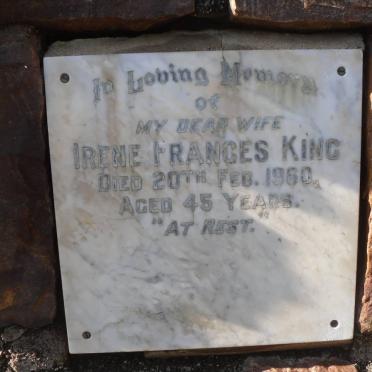 In Loving Memory
of
MY DEAR WIFE
IRENE FRANCES KING
DIED 20TH FEB. 1960.
AGED 45 YEARS.
"AT REST."